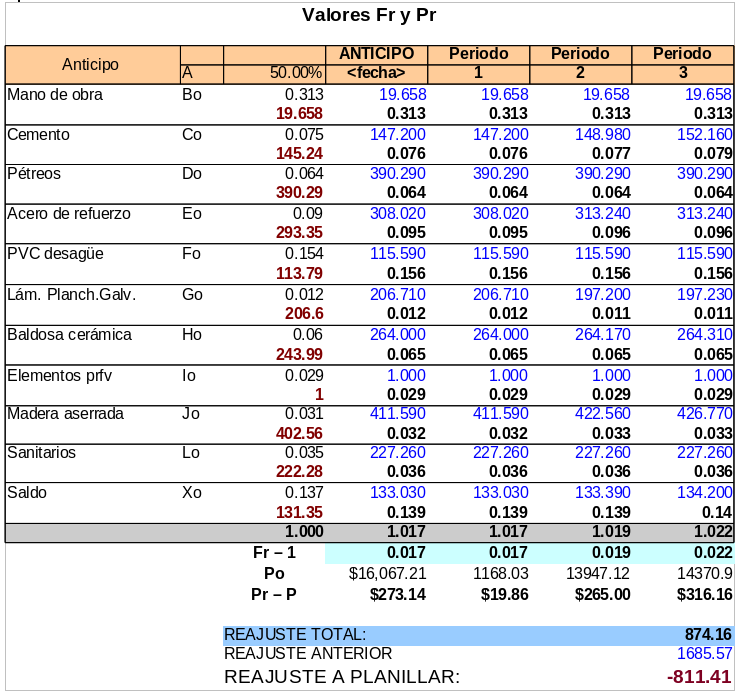 Valores Fr y Pr
Anticipo ANTICIPO Periodo Periodo Periodo
A 50.00% <fecha> 1 2 3
Mano de obra Bo 0.313 19.658 19.658 19.658 19.658
19.658 0.313 0.313 0.313 0.313
Cemento Co 0.075 147.200 147.200 148.980 152.160
145.24 0.076 0.076 0.077 0.079
Pétreos Do 0.064 390.290 390.290 390.290 390.290
390.29 0.064 0.064 0.064 0.064
Acero de refuerzo Eo 0.09 308.020 308.020 313.240 313.240
293.35 0.095 0.095 0.096 0.096
PVC desagüe Fo 0.154 115.590 115.590 115.590 115.590
113.79 0.156 0.156 0.156 0.156
Lám. Planch.Galv. Go 0.012 206.710 206.710 197.200 197.230
206.6 0.012 0.012 0.011 0.011
Baldosa cerámica Ho 0.06 264.000 264.000 264.170 264.310
243.99 0.065 0.065 0.065 0.065
Elementos prfv Io 0.029 1.000 1.000 1.000 1.000
1 0.029 0.029 0.029 0.029
Madera aserrada Jo 0.031 411.590 411.590 422.560 426.770
402.56 0.032 0.032 0.033 0.033
Sanitarios Lo 0.035 227.260 227.260 227.260 227.260
222.28 0.036 0.036 0.036 0.036
Saldo Xo 0.137 133.030 133.030 133.390 134.200
131.35 0.139 0.139 0.139 0.14
1.000 1.017 1.017 1.019 1.022
Fr – 1 0.017 0.017 0.019 0.022
Po $16,067.21 1168.03 13947.12 14370.9
Pr – P $273.14 $19.86 $265.00 $316.16
REAJUSTE TOTAL: 874.16
REAJUSTE ANTERIOR 1685.57
REAJUSTE A PLANILLAR: -811.41